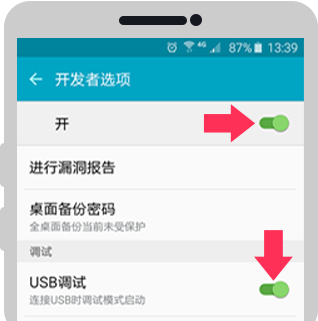 4G 87% 13:39
开发者选项
开
进行漏洞报告
桌面备份密码
全桌面备份当前未受保护
调试
USB调试
连接USB时调试模式启动